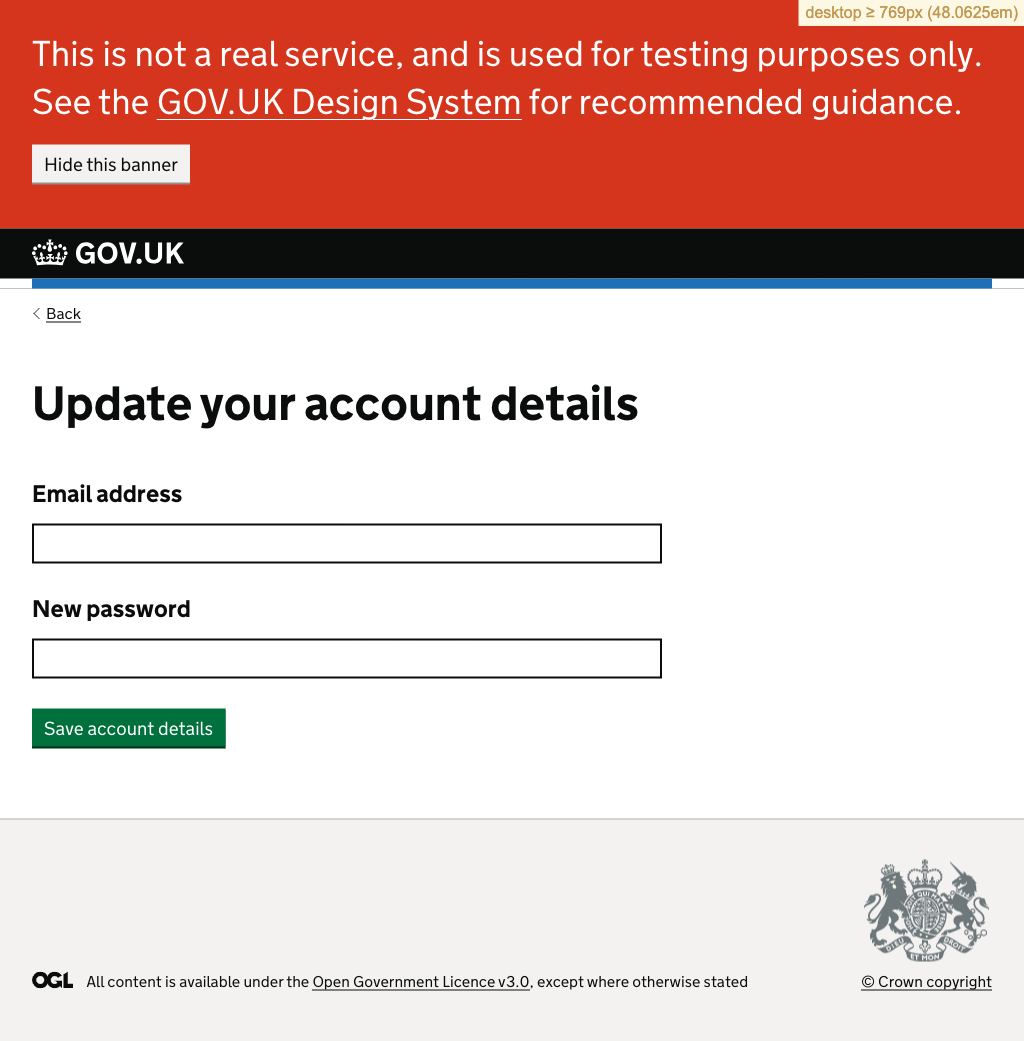 desktop ≥ 769px (48.0625em)
This is not a real service, and is used for testing purposes only.
See the GOV.UK Design System for recommended guidance.
Hide this banner
GOV.UK
Back
Update your account details
Email address
New password
Save account details
DIEU ET MON DROIT
OGL All content is available under the Open Government Licence v3.0, except where otherwise stated
© Crown copyright